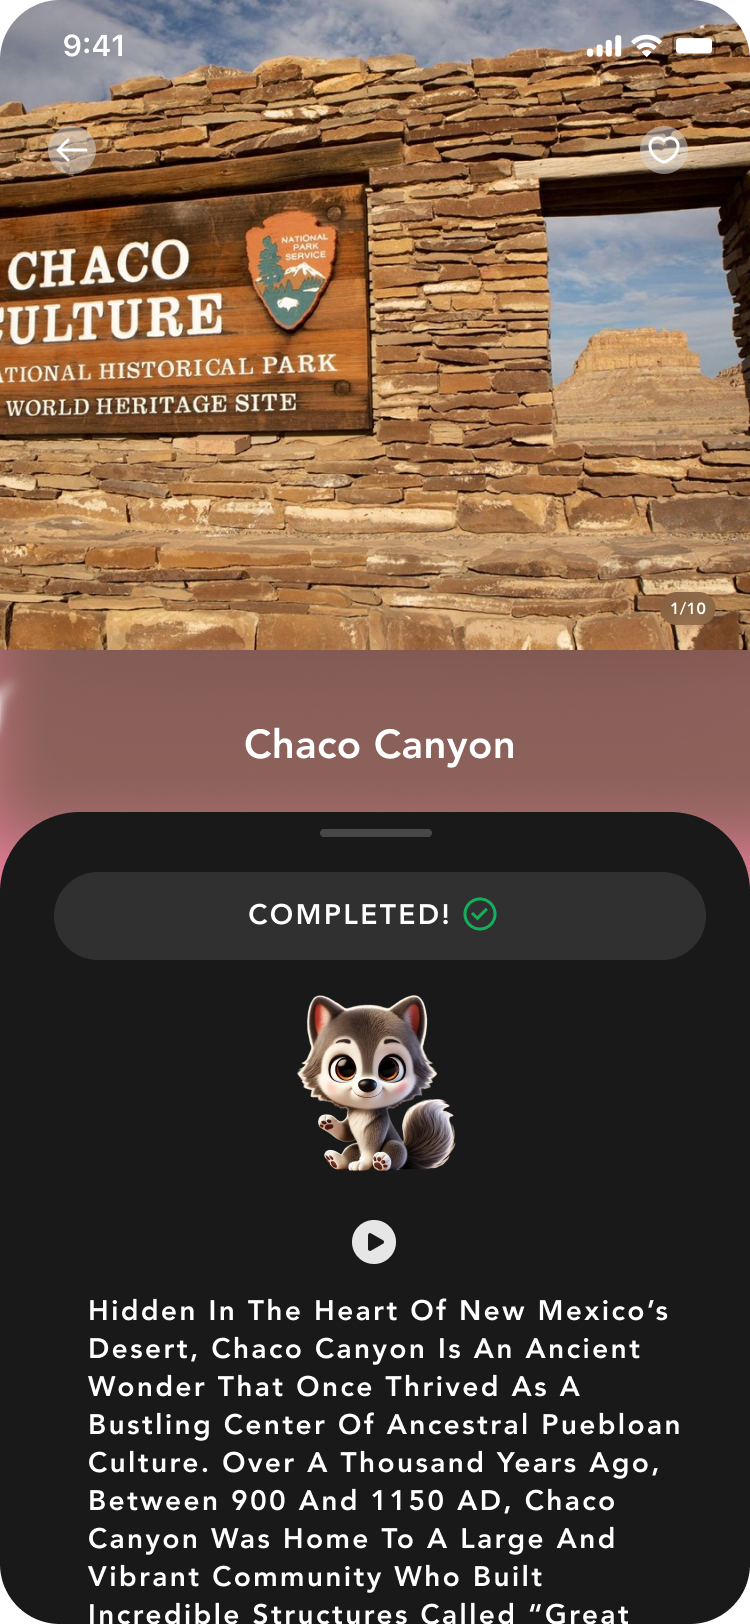 9:41
NATIONAL
PARK
SERVICE
CHACO
CULTURE
NATIONAL HISTORICAL PARK
WORLD HERITAGE SITE
1/10
Chaco Canyon
COMPLETED!
Hidden In The Heart Of New Mexico’s
Desert, Chaco Canyon Is An Ancient
Wonder That Once Thrived As A
Bustling Center Of Ancestral Puebloan
Culture. Over A Thousand Years Ago,
Between 900 And 1150 AD, Chaco
Canyon Was Home To A Large And
Vibrant Community Who Built
Incredible Structures Called “Great